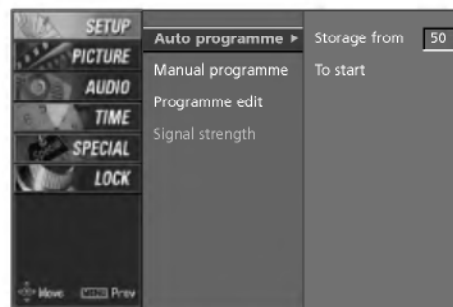 SETUP
PICTURE
AUDIO
TIME
SPECIAL
LOCK
Move MENU Prev
Auto programme ►
Manual programme
Programme edit
Signal strength
Storage from 50
To start